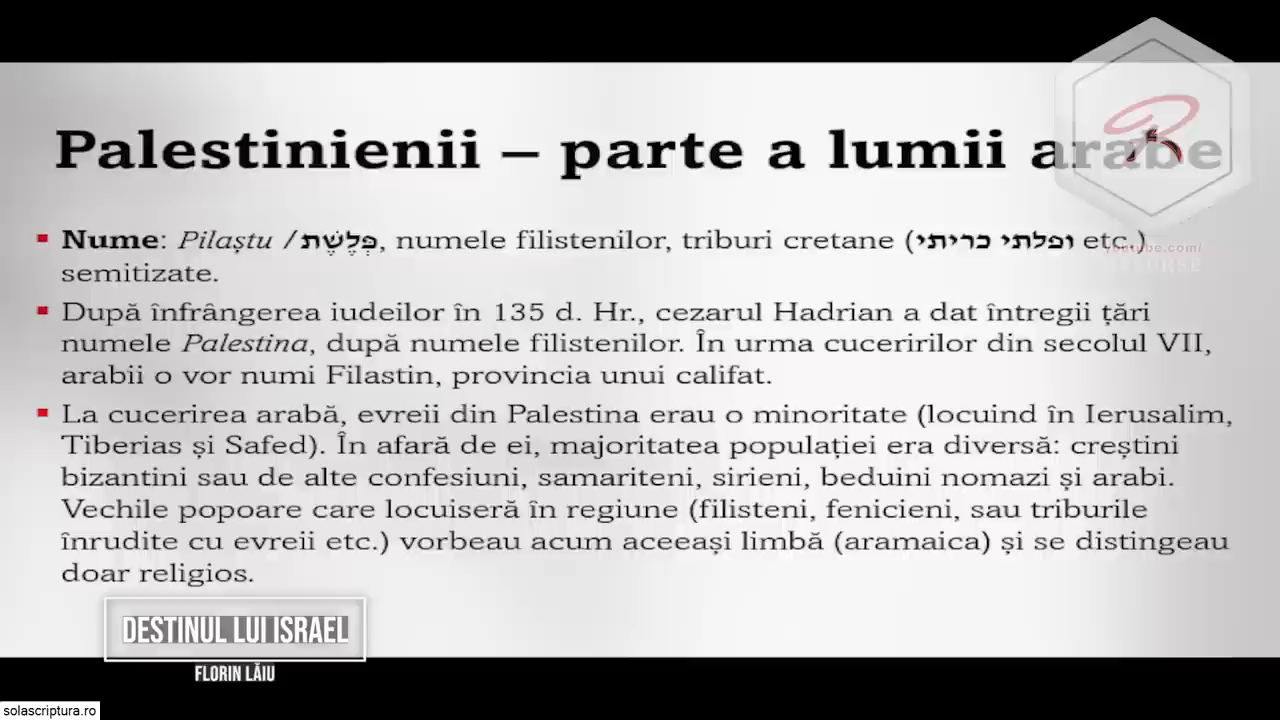 Palestinienii – parte a lumii arabe
▪ Nume: Pilaștu / פְּלֶשֶׁת, numele filistenilor, triburi cretane (כריתי ופלתי etc.)
semitizate.
▪ După înfrângerea iudeilor în 135 d. Hr., cezarul Hadrian a dat întregii țări
numele Palestina, după numele filistenilor. În urma cuceririlor din secolul VII,
arabii o vor numi Filastin, provincia unui califat.
▪ La cucerirea arabă, evreii din Palestina erau o minoritate (locuind în Ierusalim,
Tiberias și Safed). În afară de ei, majoritatea populației era diversă: creștini
bizantini sau de alte confesiuni, samariteni, sirieni, beduini nomazi și arabi.
Vechile popoare care locuiseră în regiune (filisteni, fenicieni, sau triburile
înrudite cu evreii etc.) vorbeau acum aceeași limbă (aramaica) și se distingeau
doar religios.
DESTINUL LUI ISRAEL
FLORIN LĂIU
solascriptura.ro